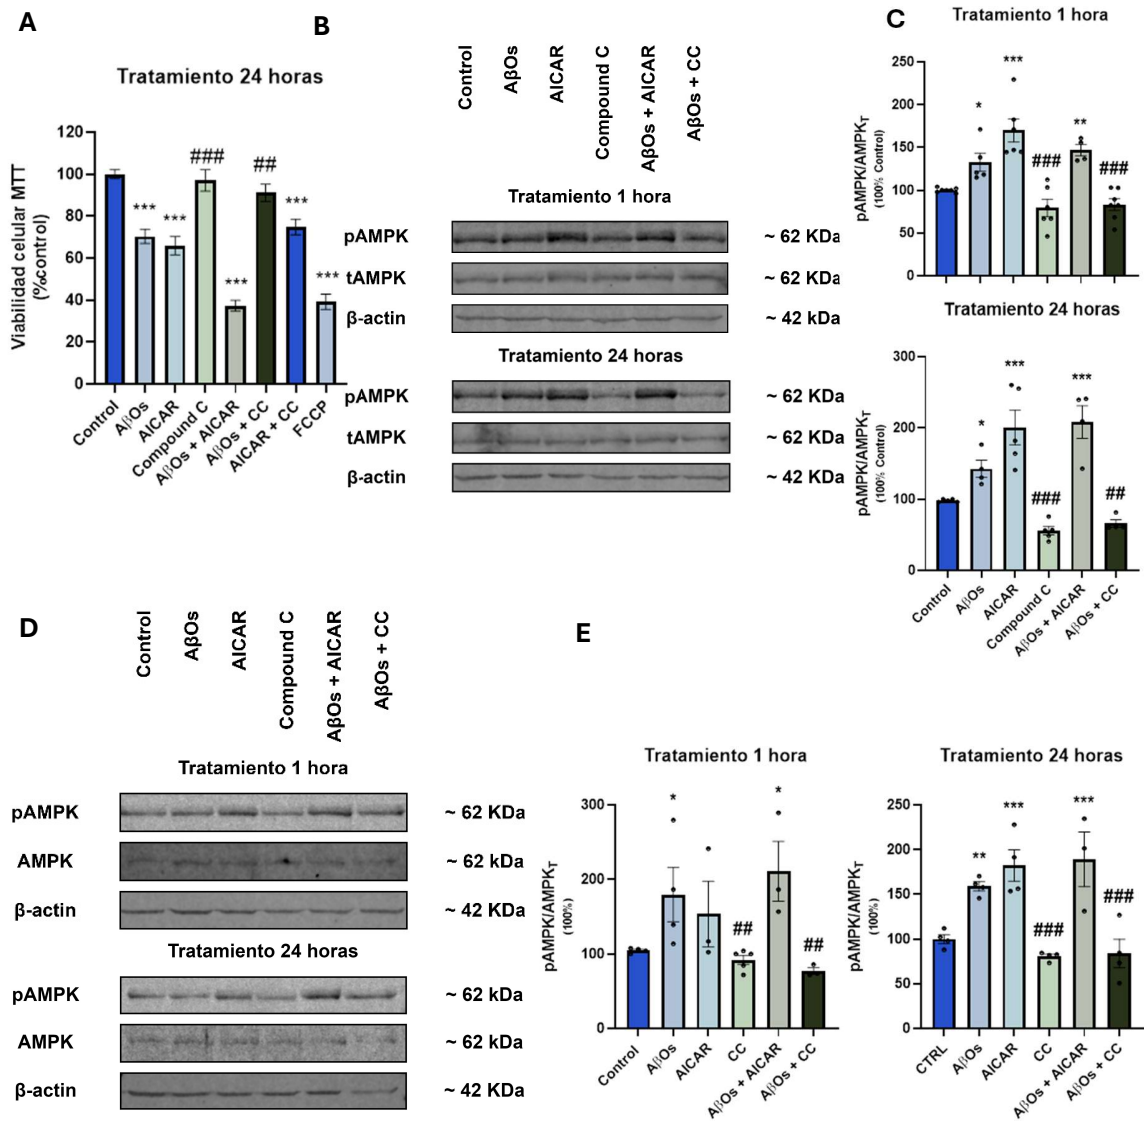 A
Tratamiento 24 horas
Viabilidad celular MTT
(%control)
120
100
80
60
40
20
0
***
***
###
***
##
***
***
Control
AβOs
AICAR
Compound C
AβOs + AICAR
AβOs + CC
AICAR + CC
FCCP
B
Control
AβOs
AICAR
Compound C
AβOs + AICAR
AβOs + CC
Tratamiento 1 hora
pAMPK ~ 62 KDa
tAMPK ~ 62 KDa
β-actin ~ 42 kDa
Tratamiento 24 horas
pAMPK ~ 62 KDa
tAMPK ~ 62 KDa
β-actin ~ 42 KDa
C
Tratamiento 1 hora
pAMPK/AMPKT
(100% Control)
250
200
150
100
50
0
*
***
###
**
###
Tratamiento 24 horas
pAMPK/AMPKT
(100% Control)
300
200
100
0
*
***
###
***
##
Control
AβOs
AICAR
Compound C
AβOs + AICAR
AβOs + CC
D
Control
AβOs
AICAR
Compound C
AβOs + AICAR
AβOs + CC
Tratamiento 1 hora
pAMPK ~ 62 KDa
AMPK ~ 62 kDa
β-actin ~ 42 KDa
Tratamiento 24 horas
pAMPK ~ 62 kDa
AMPK ~ 62 kDa
β-actin ~ 42 KDa
E
Tratamiento 1 hora
pAMPK/AMPKT
(100%)
300
200
100
0
*
##
*
##
Control
AβOs
AICAR
CC
AβOs + AICAR
AβOs + CC
Tratamiento 24 horas
pAMPK/AMPKT
(100%)
250
200
150
100
50
0
**
***
###
***
###
CTRL
AβOs
AICAR
CC
AβOs + AICAR
AβOs + CC